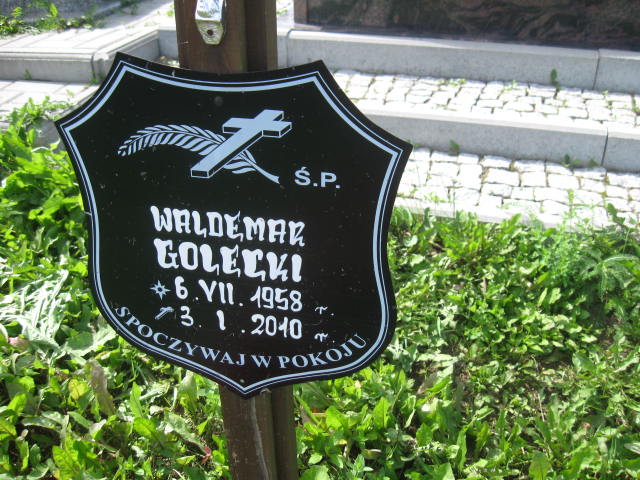 Ś.P.
WALDEMAR
GOLECKI
* 6. VII. 1958 r.
† 3. I. 2010 r.
SPOCZYWAJ W POKOJU